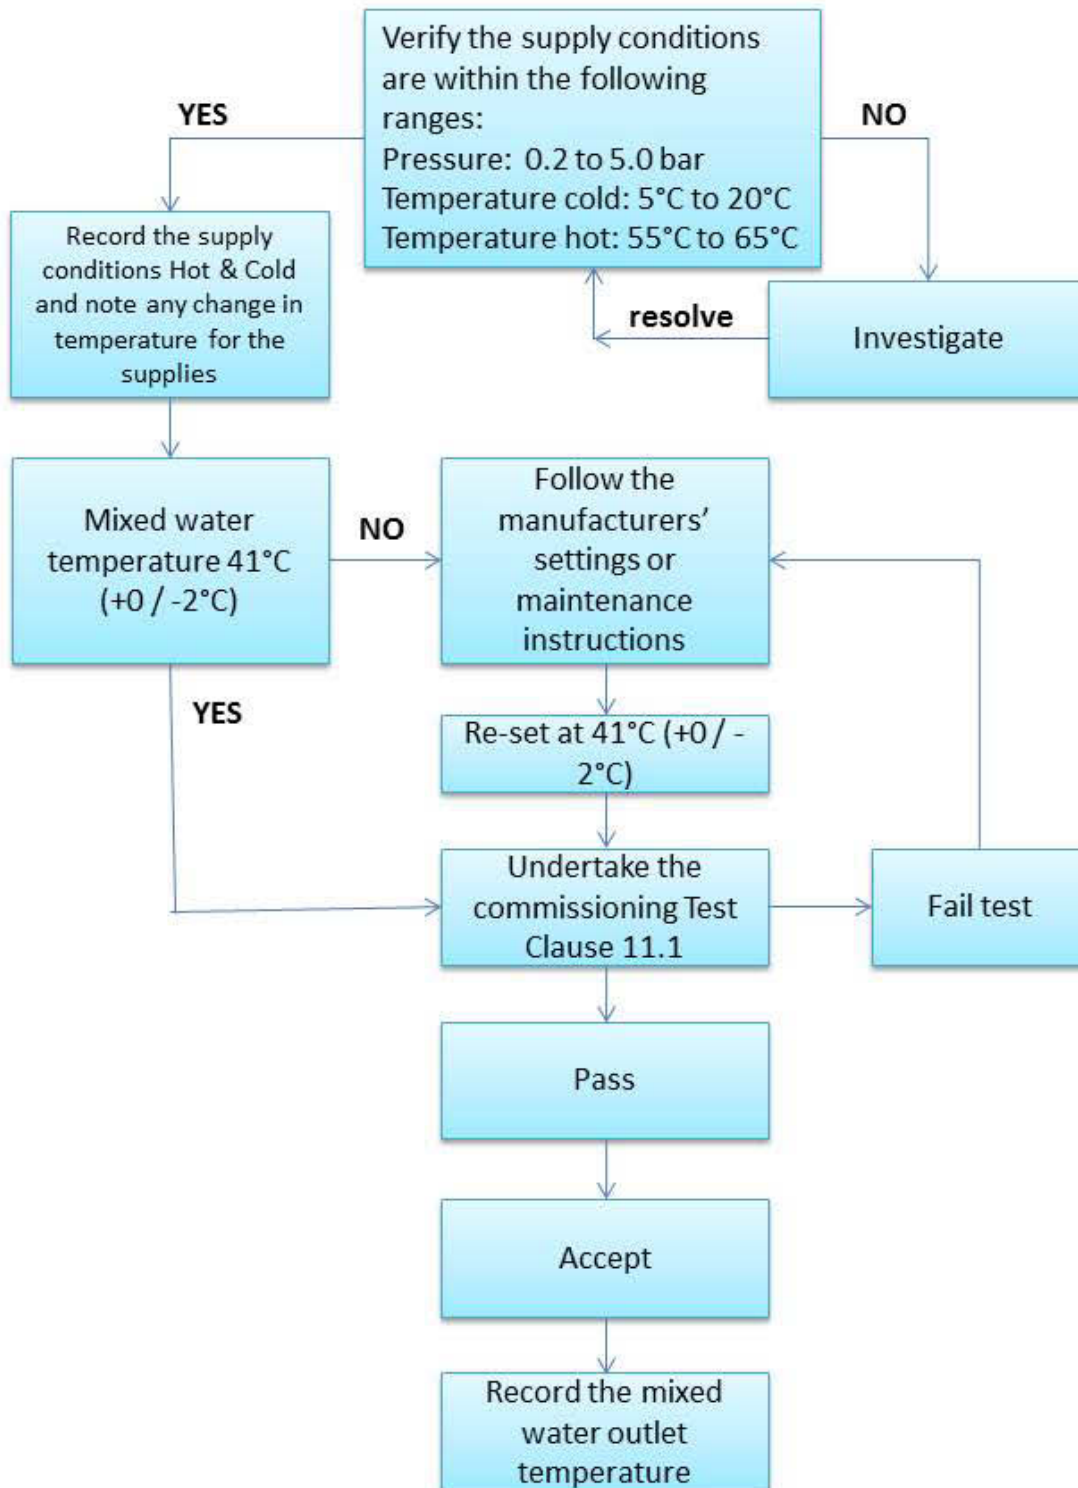 Verify the supply conditions
are within the following
ranges:
Pressure:  0.2 to 5.0 bar
Temperature cold: 5°C to 20°C
Temperature hot: 55°C to 65°C
YES
NO
Record the supply
conditions Hot & Cold
and note any change in
temperature for the
supplies
resolve
Investigate
Mixed water
temperature 41°C
(+0 / -2°C)
NO
Follow the
manufacturers’
settings or
maintenance
instructions
YES
Re-set at 41°C (+0 / -
2°C)
Undertake the
commissioning Test
Clause 11.1
Fail test
Pass
Accept
Record the mixed
water outlet
temperature